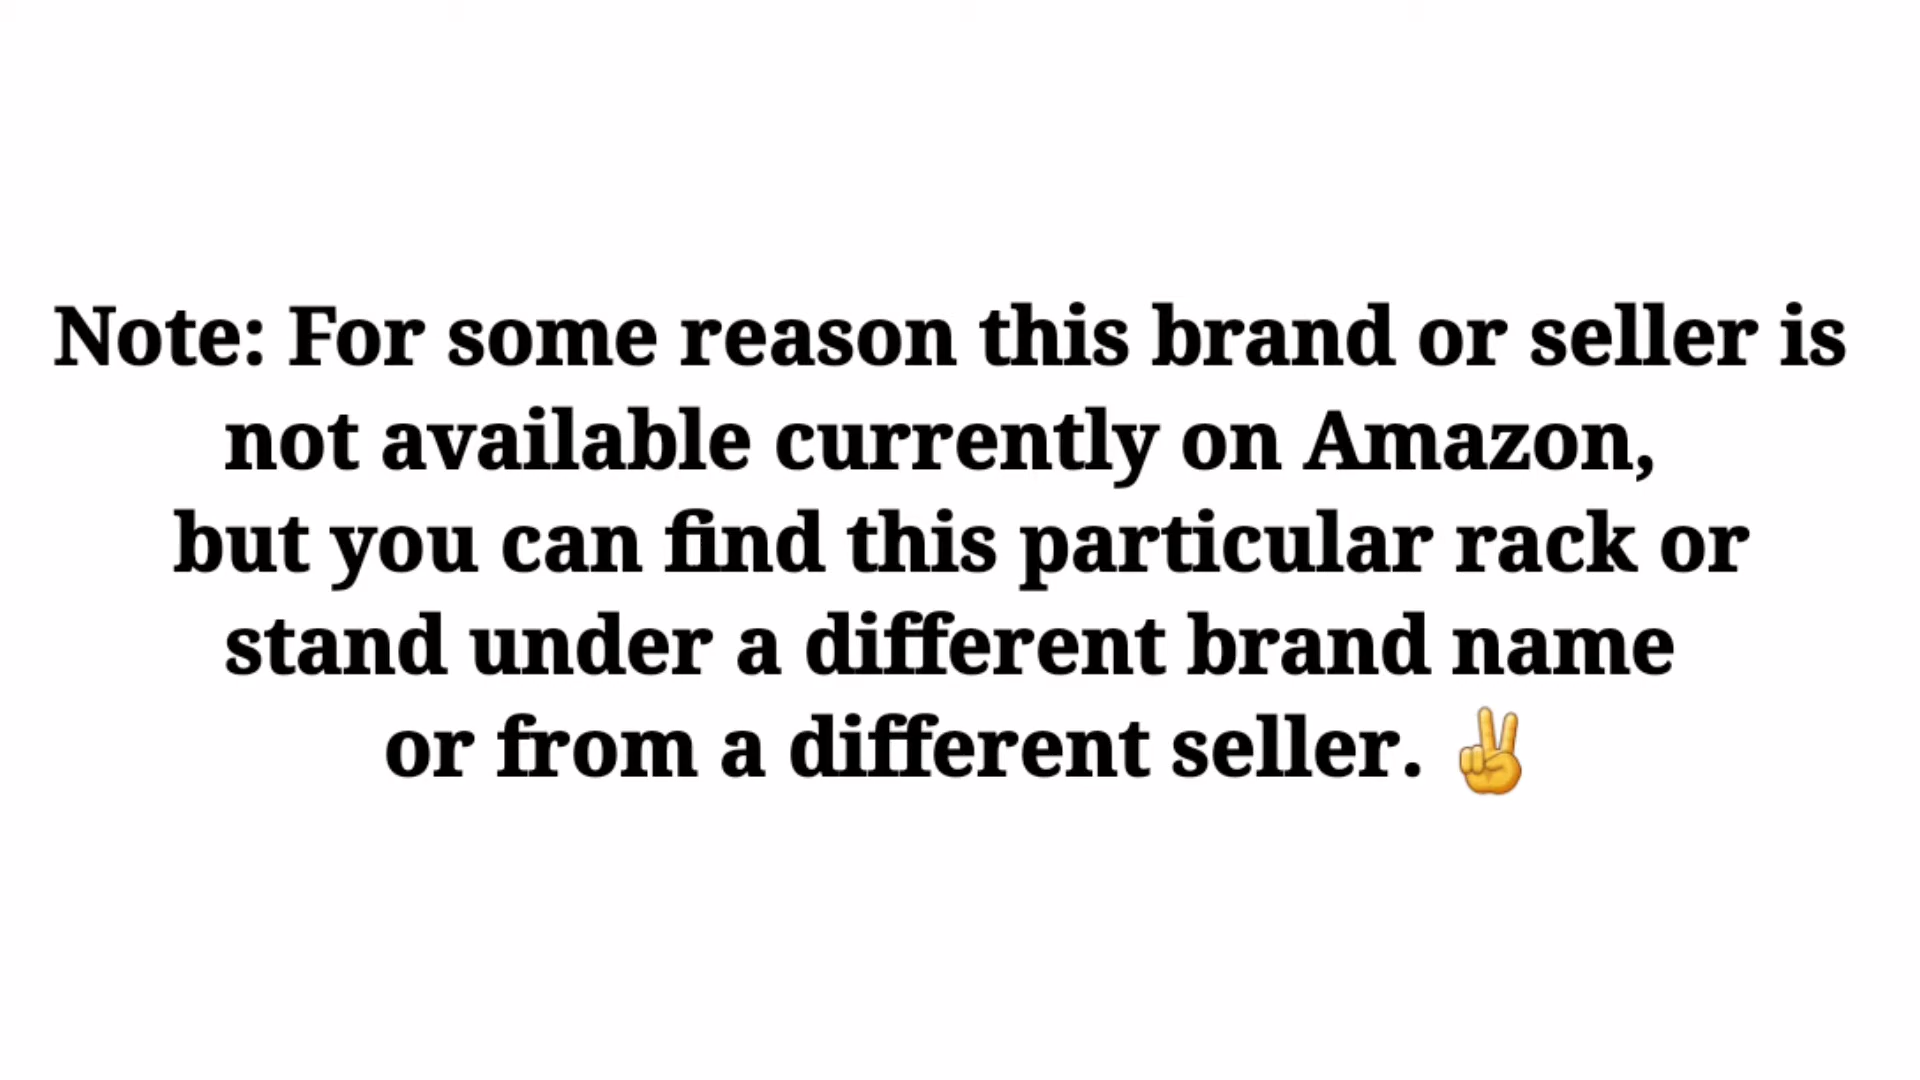 Note: For some reason this brand or seller is
not available currently on Amazon,
but you can find this particular rack or
stand under a different brand name
or from a different seller. ✌️